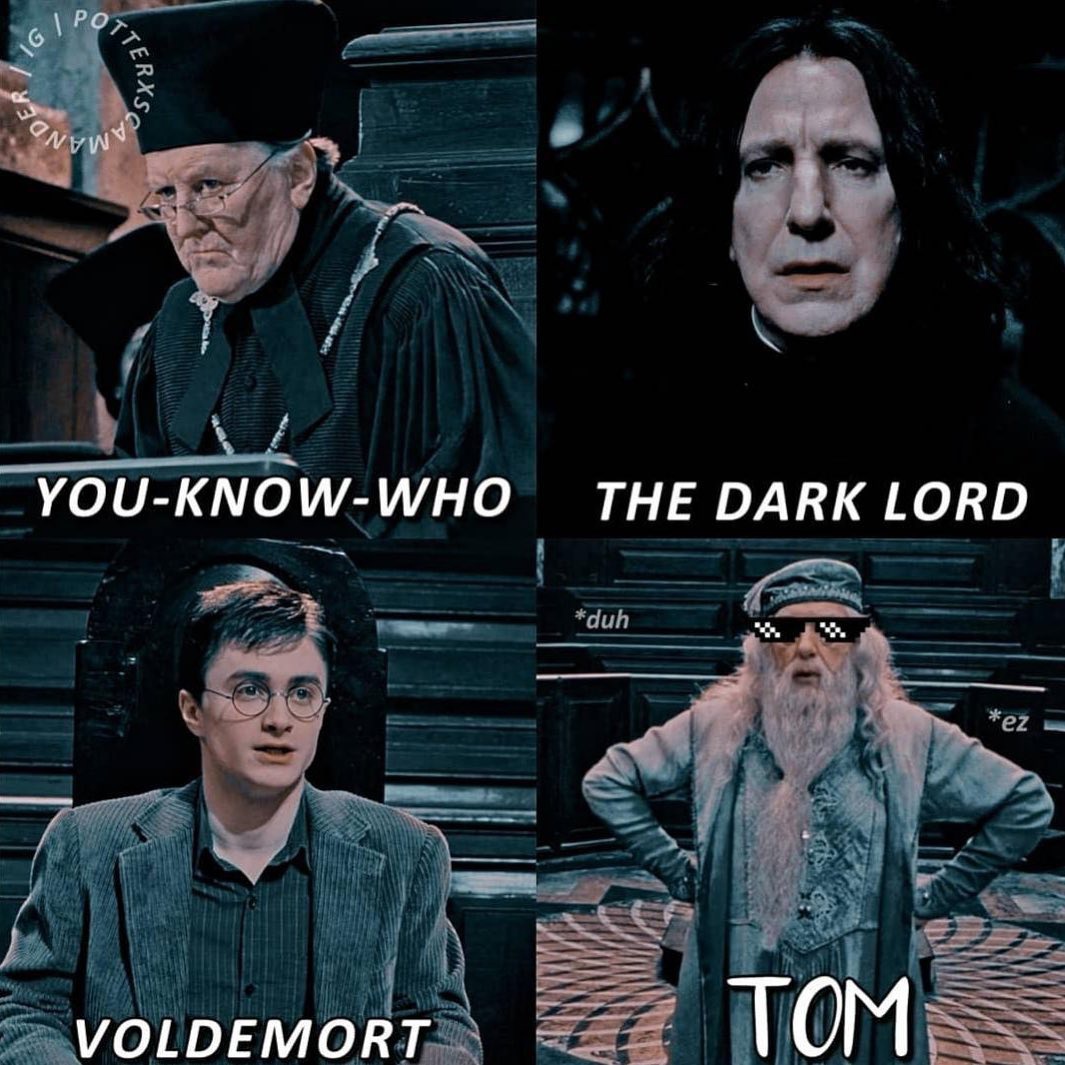 IG | POTTERXSCAMANDER |
YOU-KNOW-WHO
THE DARK LORD
*duh
*ez
VOLDEMORT
TOM